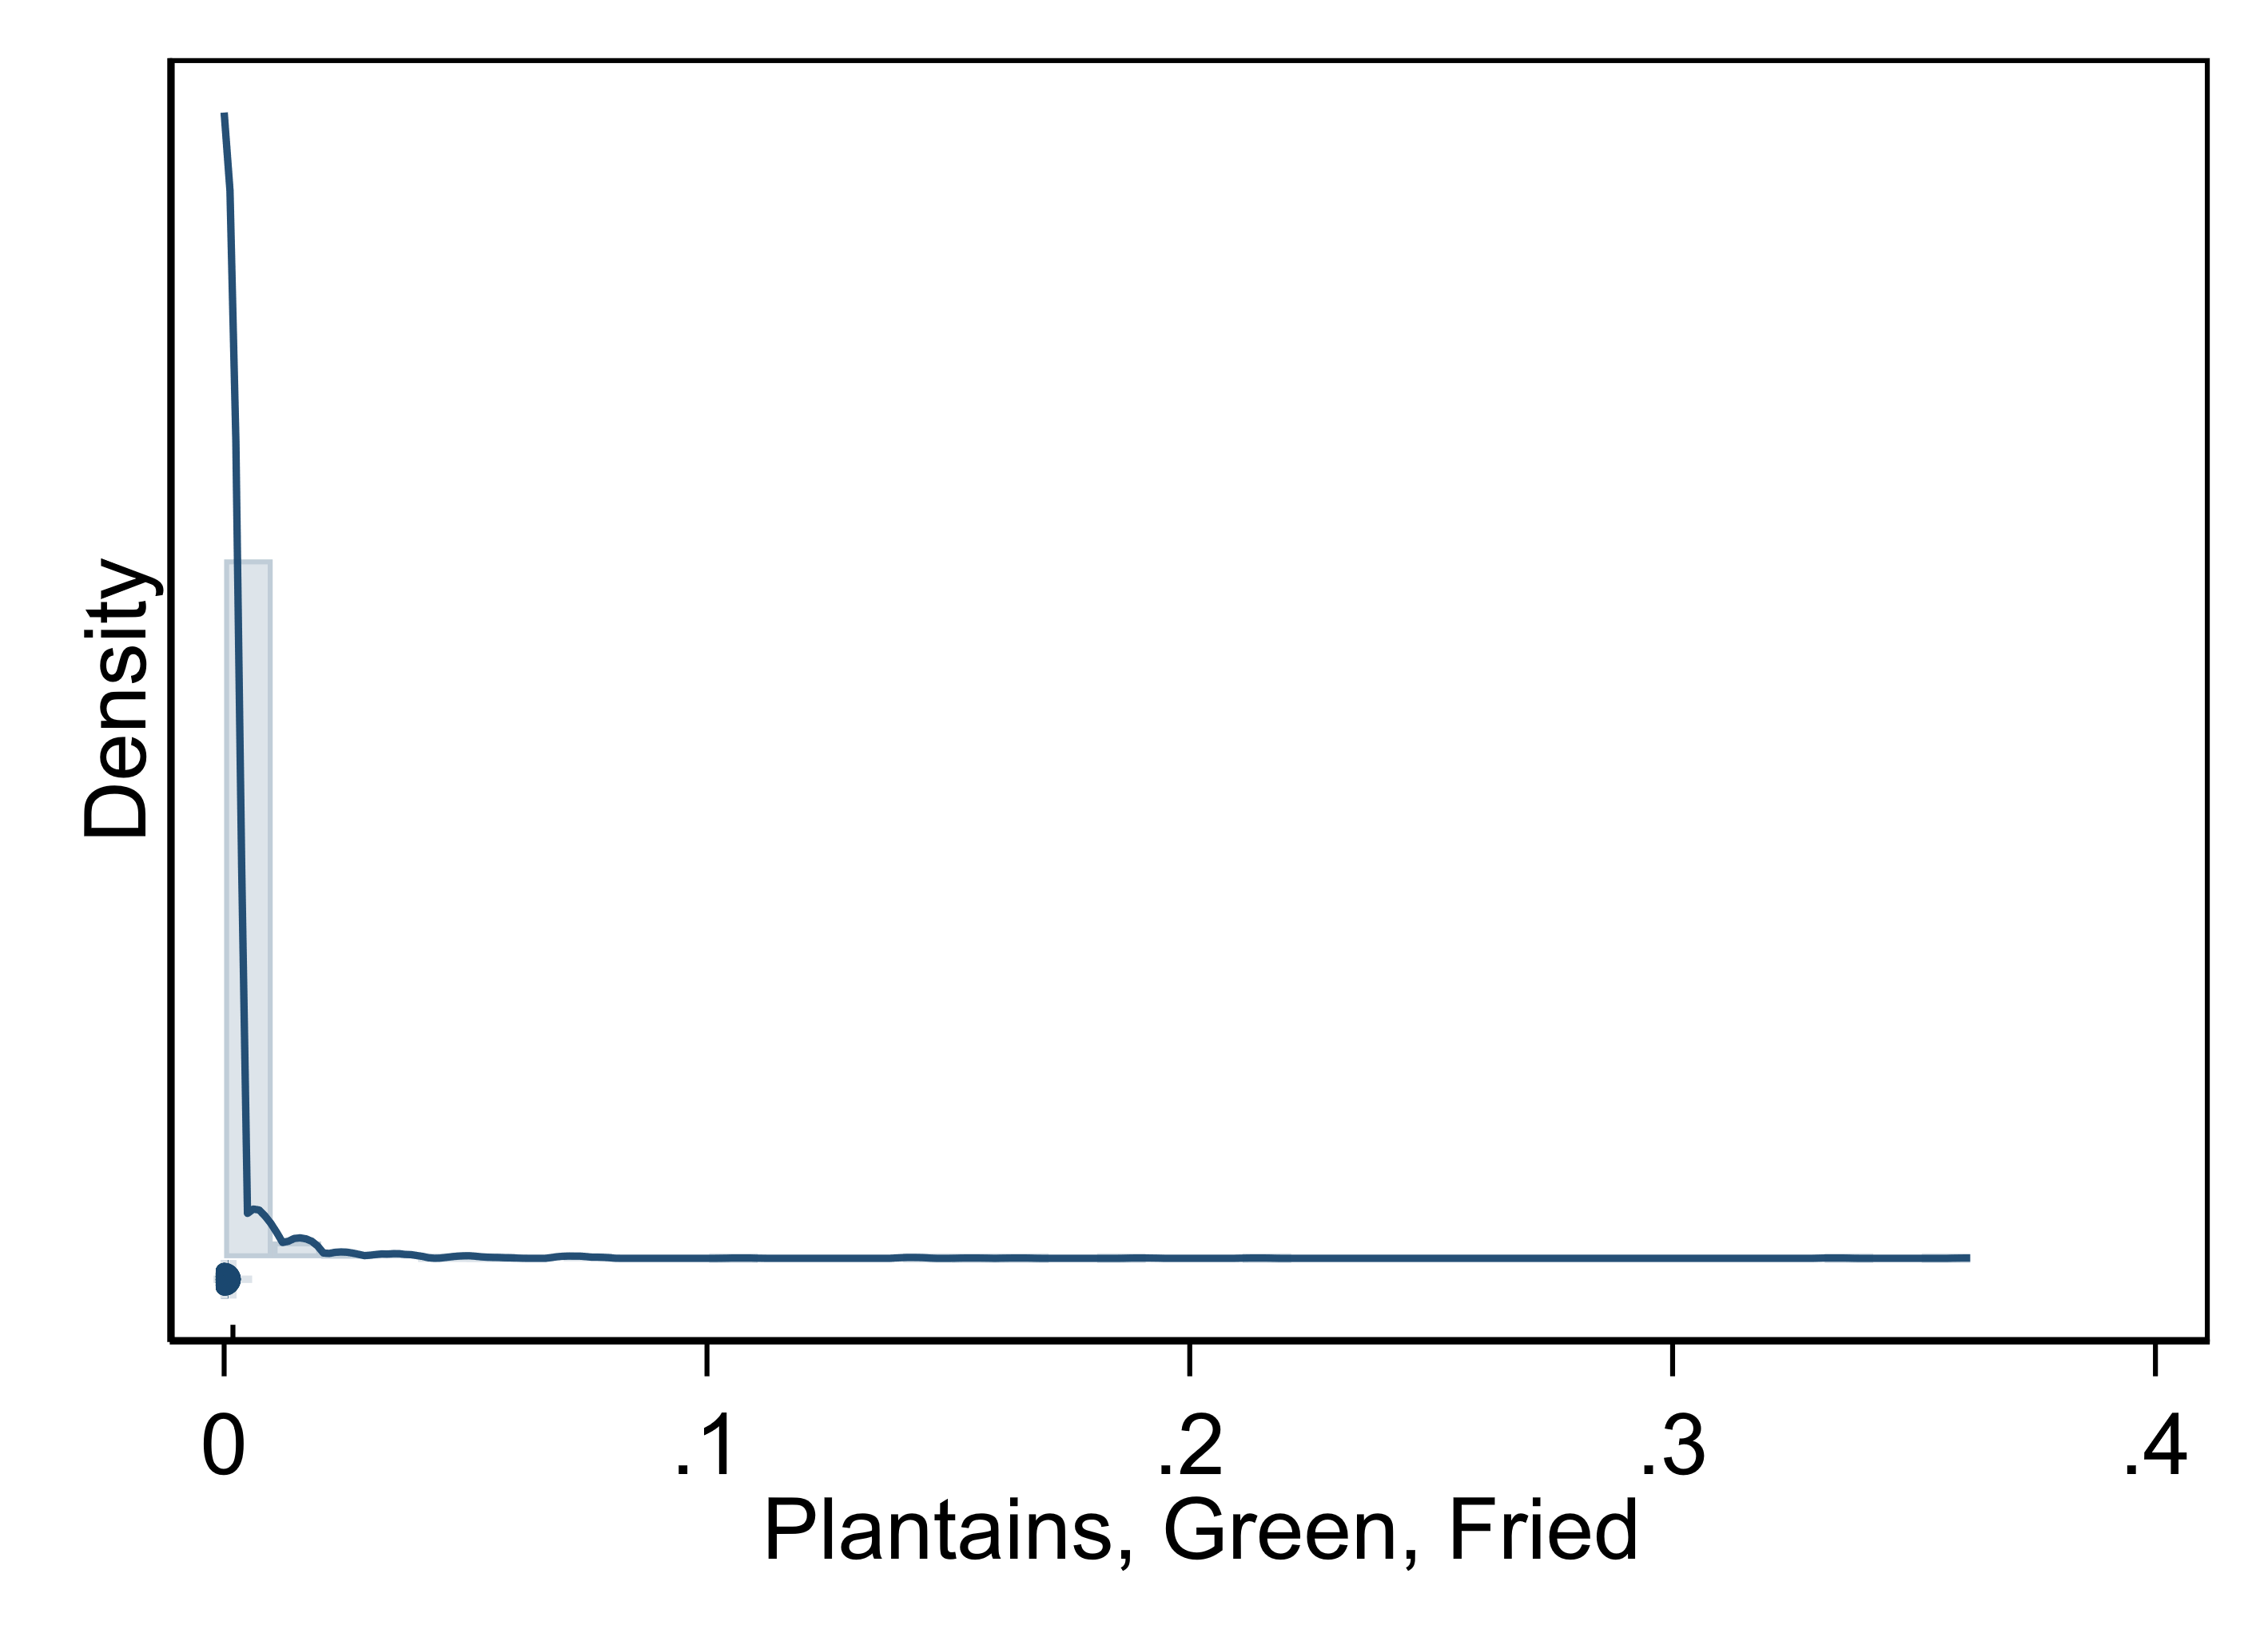 Density
0
.1
.2
.3
.4
Plantains, Green, Fried